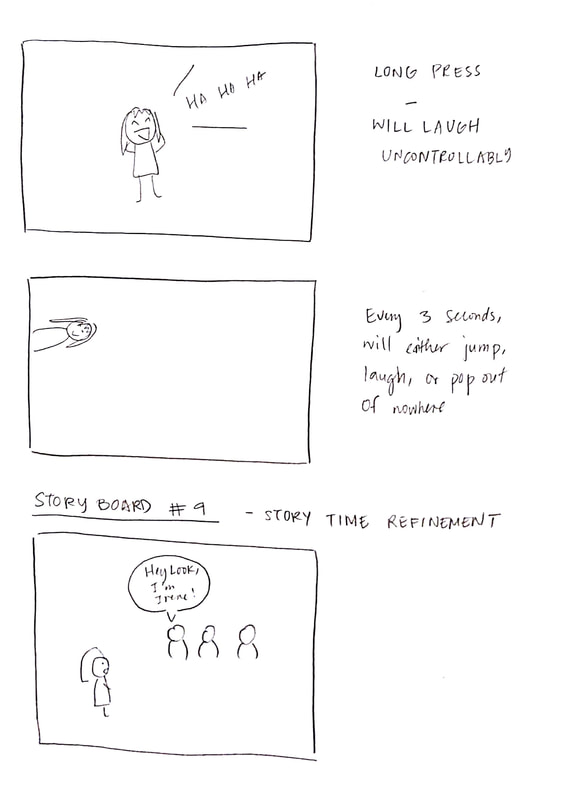 HA HA HA
LONG PRESS
–
WILL LAUGH
UNCONTROLLABLY
Every 3 seconds,
will either jump,
laugh, or pop out
of nowhere
STORY BOARD # 9 - STORY TIME REFINEMENT
Hey Look,
I'm
Irene!